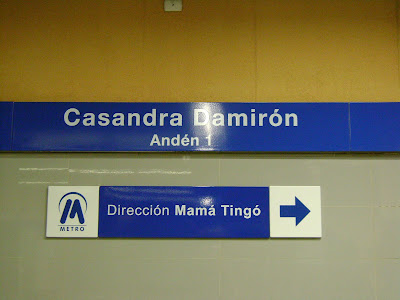 Casandra Damirón
Andén 1
M
METRO
Dirección Mamá Tingó